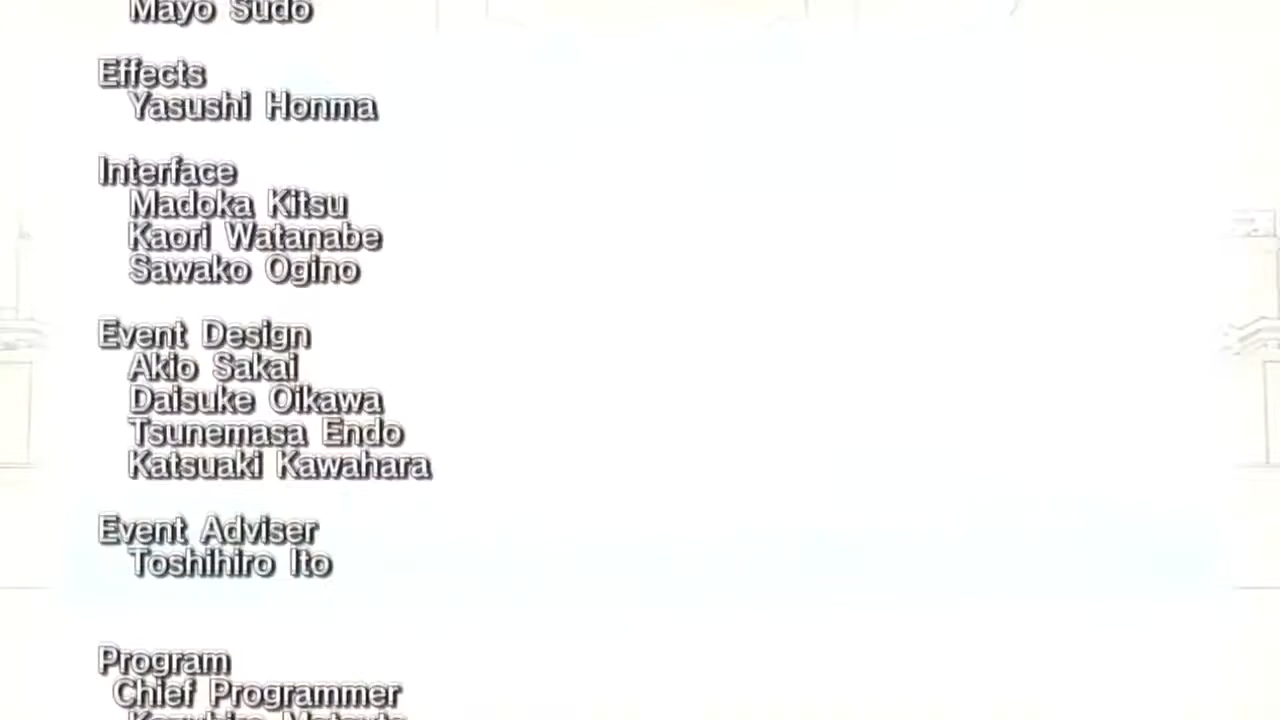 Mayo Sudo
Effects
Yasushi Honma
Interface
Madoka Kitsu
Kaori Watanabe
Sawako Ogino
Event Design
Akio Sakai
Daisuke Oikawa
Tsunemasa Endo
Katsuaki Kawahara
Event Adviser
Toshihiro Ito
Program
Chief Programmer